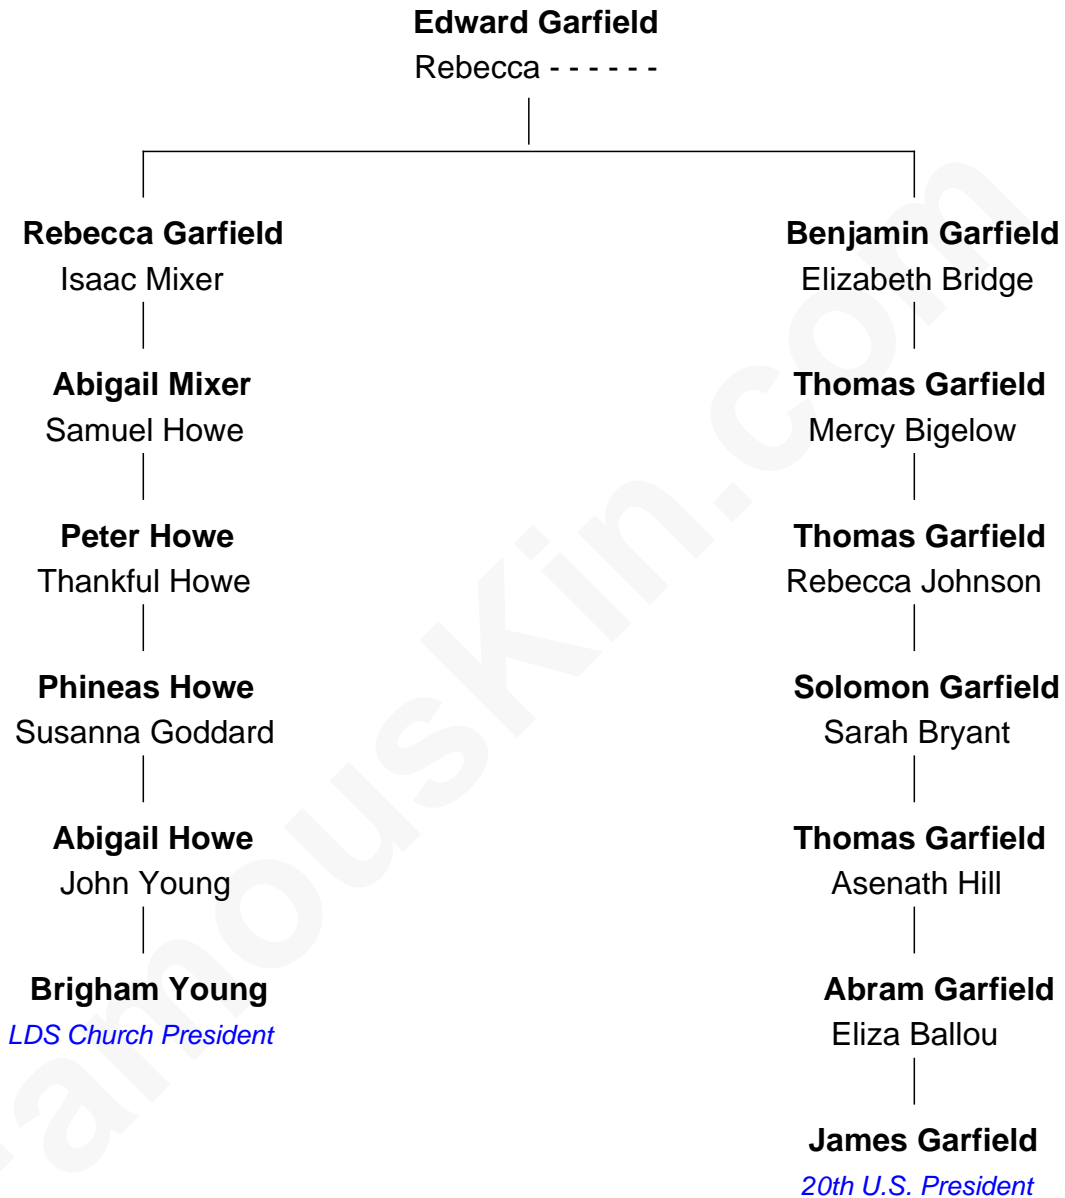 Edward Garfield
Rebecca - - - - - -
Rebecca Garfield
Isaac Mixer
Abigail Mixer
Samuel Howe
Peter Howe
Thankful Howe
Phineas Howe
Susanna Goddard
Abigail Howe
John Young
Brigham Young
LDS Church President
Benjamin Garfield
Elizabeth Bridge
Thomas Garfield
Mercy Bigelow
Thomas Garfield
Rebecca Johnson
Solomon Garfield
Sarah Bryant
Thomas Garfield
Asenath Hill
Abram Garfield
Eliza Ballou
James Garfield
20th U.S. President
FamousKin.com